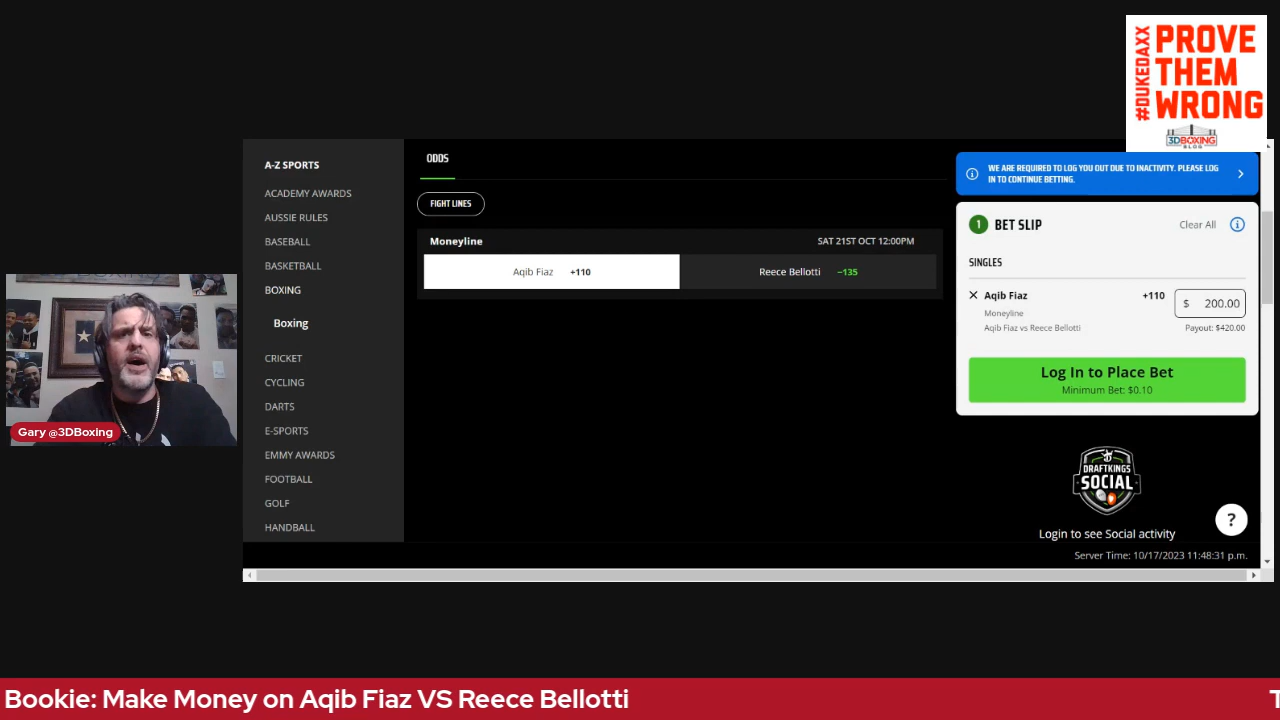 #DUKEDAXX
PROVE
THEM
WRONG
3DBOXING
BLOG
A-Z SPORTS
ACADEMY AWARDS
AUSSIE RULES
BASEBALL
BASKETBALL
BOXING
Boxing
CRICKET
CYCLING
DARTS
E-SPORTS
EMMY AWARDS
FOOTBALL
GOLF
HANDBALL
ODDS
FIGHT LINES
Moneyline SAT 21ST OCT 12:00PM
Aqib Fiaz +110 Reece Bellotti −135
WE ARE REQUIRED TO LOG YOU OUT DUE TO INACTIVITY. PLEASE LOG
IN TO CONTINUE BETTING.
1 BET SLIP Clear All
SINGLES
Aqib Fiaz +110 $ 200.00
Moneyline
Aqib Fiaz vs Reece Bellotti Payout: $420.00
Log In to Place Bet
Minimum Bet: $0.10
DRAFTKINGS
SOCIAL
?
Login to see Social activity
Server Time: 10/17/2023 11:48:31 p.m.
Gary @3DBoxing
Bookie: Make Money on Aqib Fiaz VS Reece Bellotti